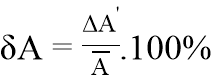 δA = ΔA'/A̅ .100%